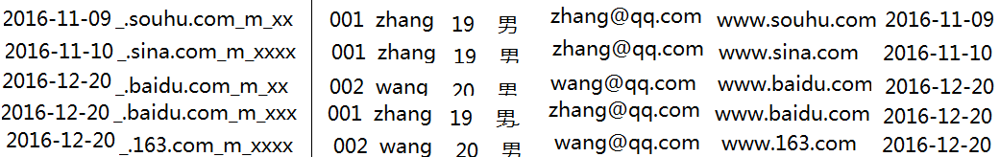 2016-11-09 _.souhu.com_m_xx 001 zhang 19 男 zhang@qq.com www.souhu.com 2016-11-09
2016-11-10 _.sina.com_m_xxxx 001 zhang 19 男 zhang@qq.com www.sina.com 2016-11-10
2016-12-20 _.baidu.com_m_xx 002 wang 20 男 wang@qq.com www.baidu.com 2016-12-20
2016-12-20 _.baidu.com_m_xxx 001 zhang 19 男 zhang@qq.com www.baidu.com 2016-12-20
2016-12-20 _.163.com_m_xxxx 002 wang 20 男 wang@qq.com www.163.com 2016-12-20